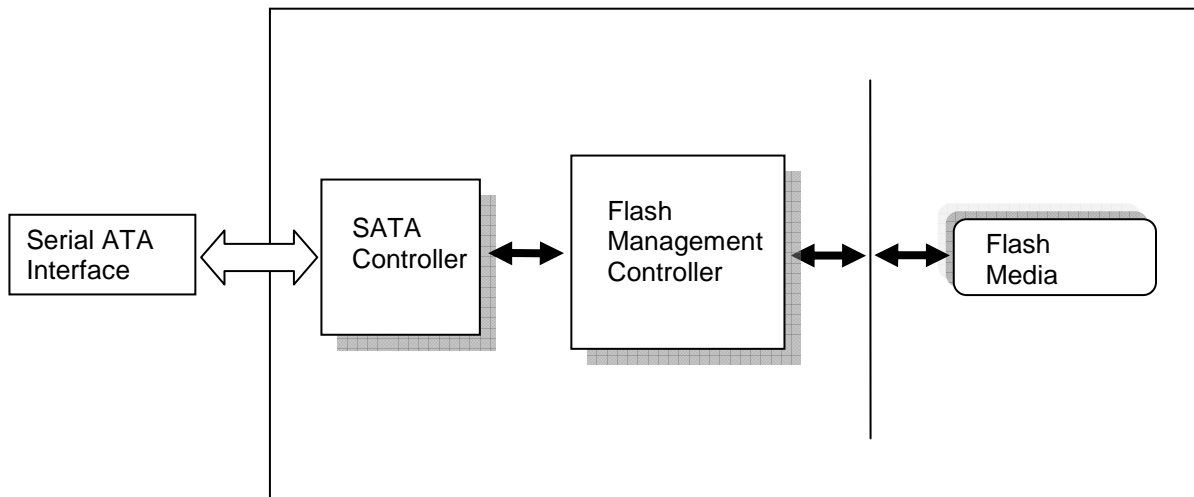 Serial ATA
Interface
SATA
Controller
Flash
Management
Controller
Flash
Media